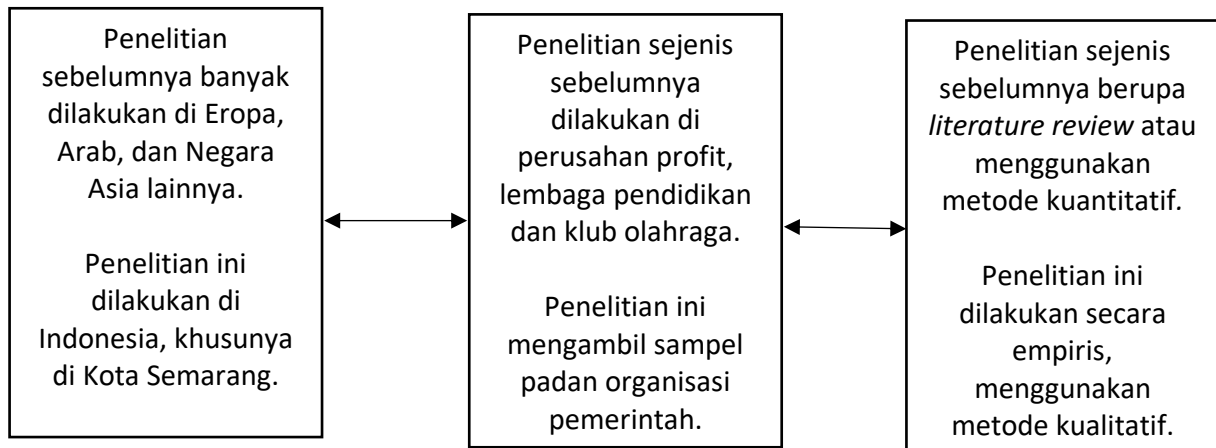 Penelitian
sebelumnya banyak
dilakukan di Eropa,
Arab, dan Negara
Asia lainnya.
Penelitian ini
dilakukan di
Indonesia, khusunya
di Kota Semarang.
Penelitian sejenis
sebelumnya
dilakukan di
perusahan profit,
lembaga pendidikan
dan klub olahraga.
Penelitian ini
mengambil sampel
padan organisasi
pemerintah.
Penelitian sejenis
sebelumnya berupa
literature review atau
menggunakan
metode kuantitatif.
Penelitian ini
dilakukan secara
empiris,
menggunakan
metode kualitatif.